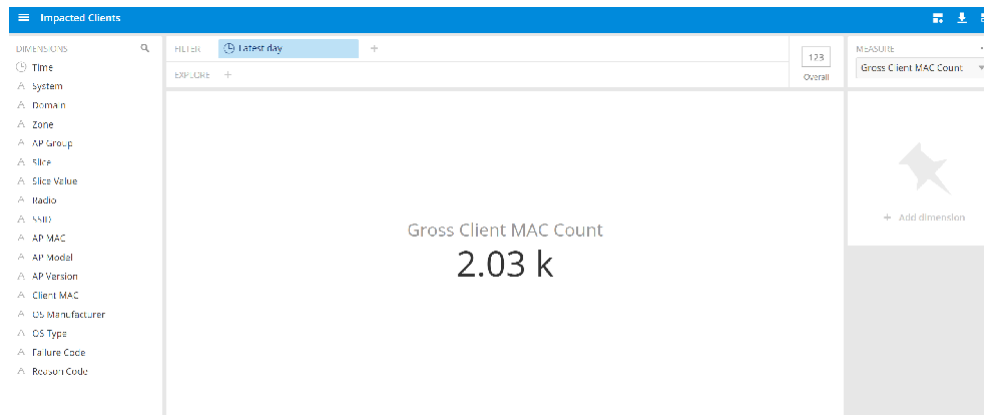 Impacted Clients
DIMENSIONS
Time
System
Domain
Zone
AP Group
Slice
Slice Value
Radio
SSID
AP MAC
AP Model
AP Version
Client MAC
OS Manufacturer
OS Type
Failure Code
Reason Code
FILTER Latest day +
EXPLORE +
123
Overall
MEASURE
Gross Client MAC Count
Gross Client MAC Count
2.03 k
+ Add dimension